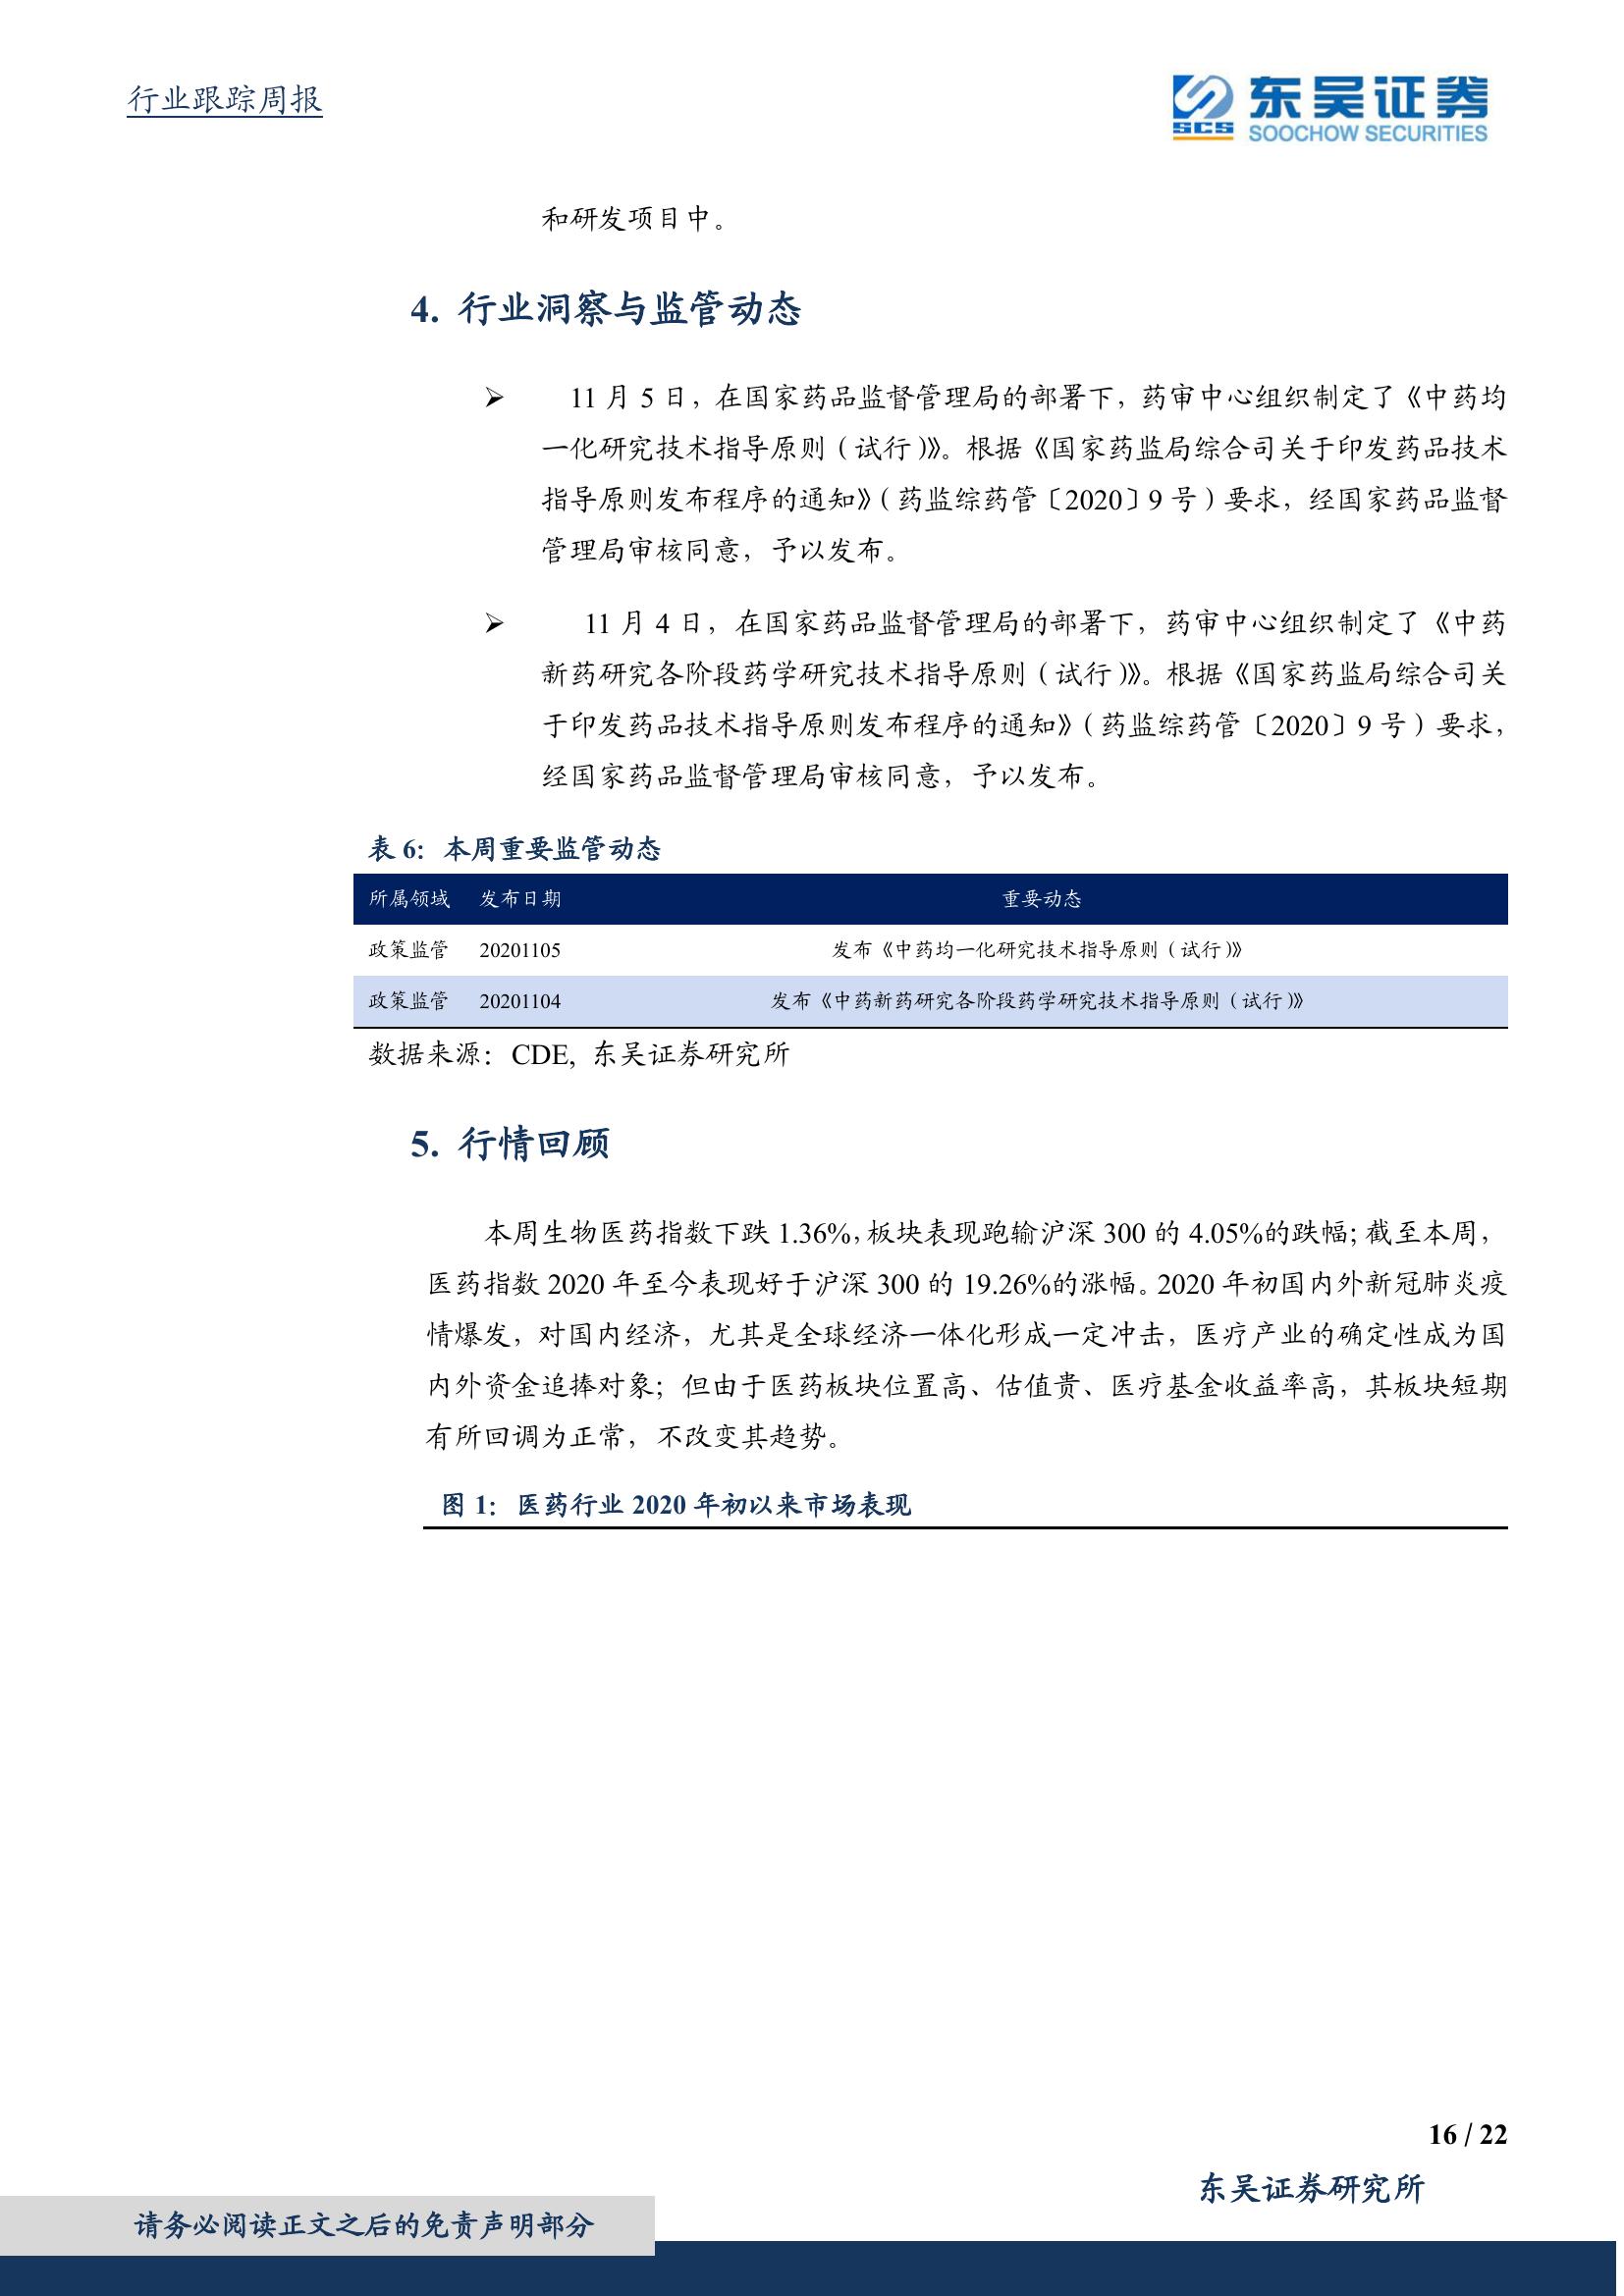 行业跟踪周报
SCS
东吴证券
SOOCHOW SECURITIES
和研发项目中。
4. 行业洞察与监管动态
➢ 11 月 5 日，在国家药品监督管理局的部署下，药审中心组织制定了《中药均
一化研究技术指导原则（试行）》。根据《国家药监局综合司关于印发药品技术
指导原则发布程序的通知》（药监综药管〔2020〕9 号）要求，经国家药品监督
管理局审核同意，予以发布。
➢ 11 月 4 日，在国家药品监督管理局的部署下，药审中心组织制定了《中药
新药研究各阶段药学研究技术指导原则（试行）》。根据《国家药监局综合司关
于印发药品技术指导原则发布程序的通知》（药监综药管〔2020〕9 号）要求，
经国家药品监督管理局审核同意，予以发布。
表 6：本周重要监管动态
所属领域 发布日期 重要动态
政策监管 20201105 发布《中药均一化研究技术指导原则（试行）》
政策监管 20201104 发布《中药新药研究各阶段药学研究技术指导原则（试行）》
数据来源：CDE, 东吴证券研究所
5. 行情回顾
本周生物医药指数下跌 1.36%，板块表现跑输沪深 300 的 4.05%的跌幅；截至本周，
医药指数 2020 年至今表现好于沪深 300 的 19.26%的涨幅。2020 年初国内外新冠肺炎疫
情爆发，对国内经济，尤其是全球经济一体化形成一定冲击，医疗产业的确定性成为国
内外资金追捧对象；但由于医药板块位置高、估值贵、医疗基金收益率高，其板块短期
有所回调为正常，不改变其趋势。
图 1：医药行业 2020 年初以来市场表现
16 / 22
东吴证券研究所
请务必阅读正文之后的免责声明部分